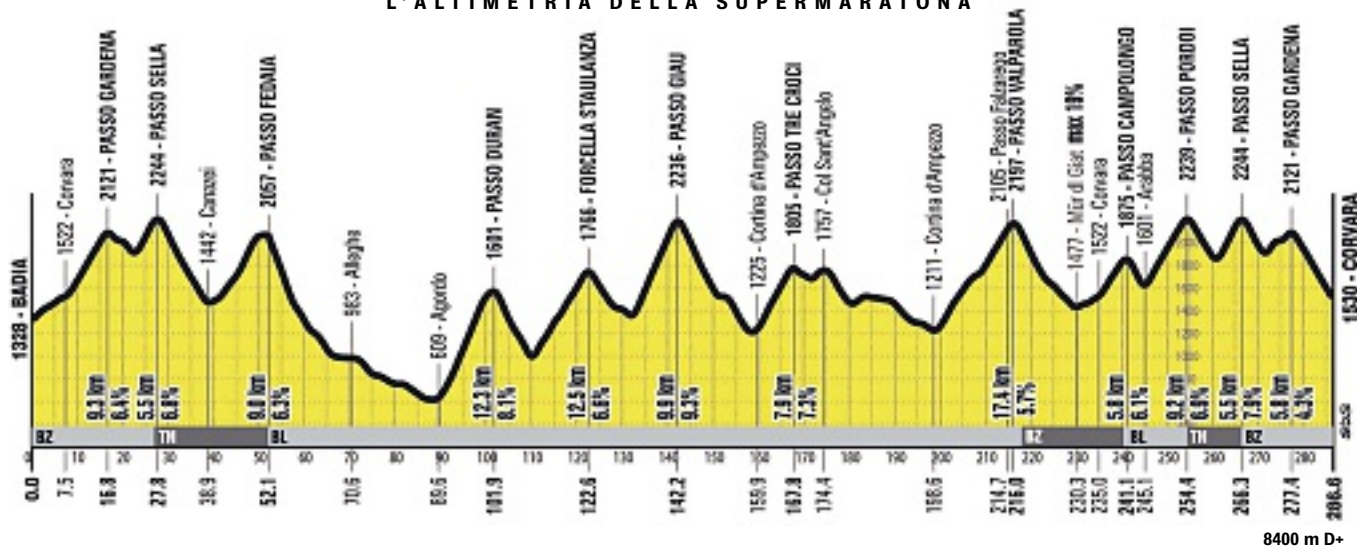 L'ALTIMETRIA DELLA SUPERMARATONA
1328 - BADIA
1522 - Corvara
2121 - PASSO GARDENA
2244 - PASSO SELLA
1442 - Canazei
2057 - PASSO FEDAIA
983 - Alleghe
609 - Agordo
1601 - PASSO DURAN
1766 - FORCELLA STAULANZA
2236 - PASSO GIAU
1225 - Cortina d'Ampezzo
1805 - PASSO TRE CROCI
1757 - Col Sant'Angelo
1211 - Cortina d'Ampezzo
2105 - Passo Falzarego
2197 - PASSO VALPAROLA
1477 - Mür dl Giat max 19%
1522 - Corvara
1875 - PASSO CAMPOLONGO
1601 - Arabba
2239 - PASSO PORDOI
2244 - PASSO SELLA
2121 - PASSO GARDENA
1530 - CORVARA
9.3 km 6.4%
5.5 km 6.8%
9.0 km 6.3%
12.3 km 8.1%
12.5 km 6.6%
9.9 km 9.3%
7.9 km 7.3%
17.4 km 5.7%
5.8 km 6.1%
9.2 km 6.9%
5.5 km 7.9%
5.8 km 4.3%
1800
1400
1200
1000
BZ TN BL BZ BL TN BZ
0 10 20 30 40 50 60 70 80 90 100 110 120 130 140 150 160 170 180 190 200 210 220 230 240 250 260 270 280
0.0 7.5 16.8 27.8 38.9 52.1 70.6 89.6 101.9 122.6 142.2 159.9 167.8 174.4 198.6 214.7 216.0 230.3 235.0 241.1 245.1 254.4 266.3 277.4 286.6
8400 m D+